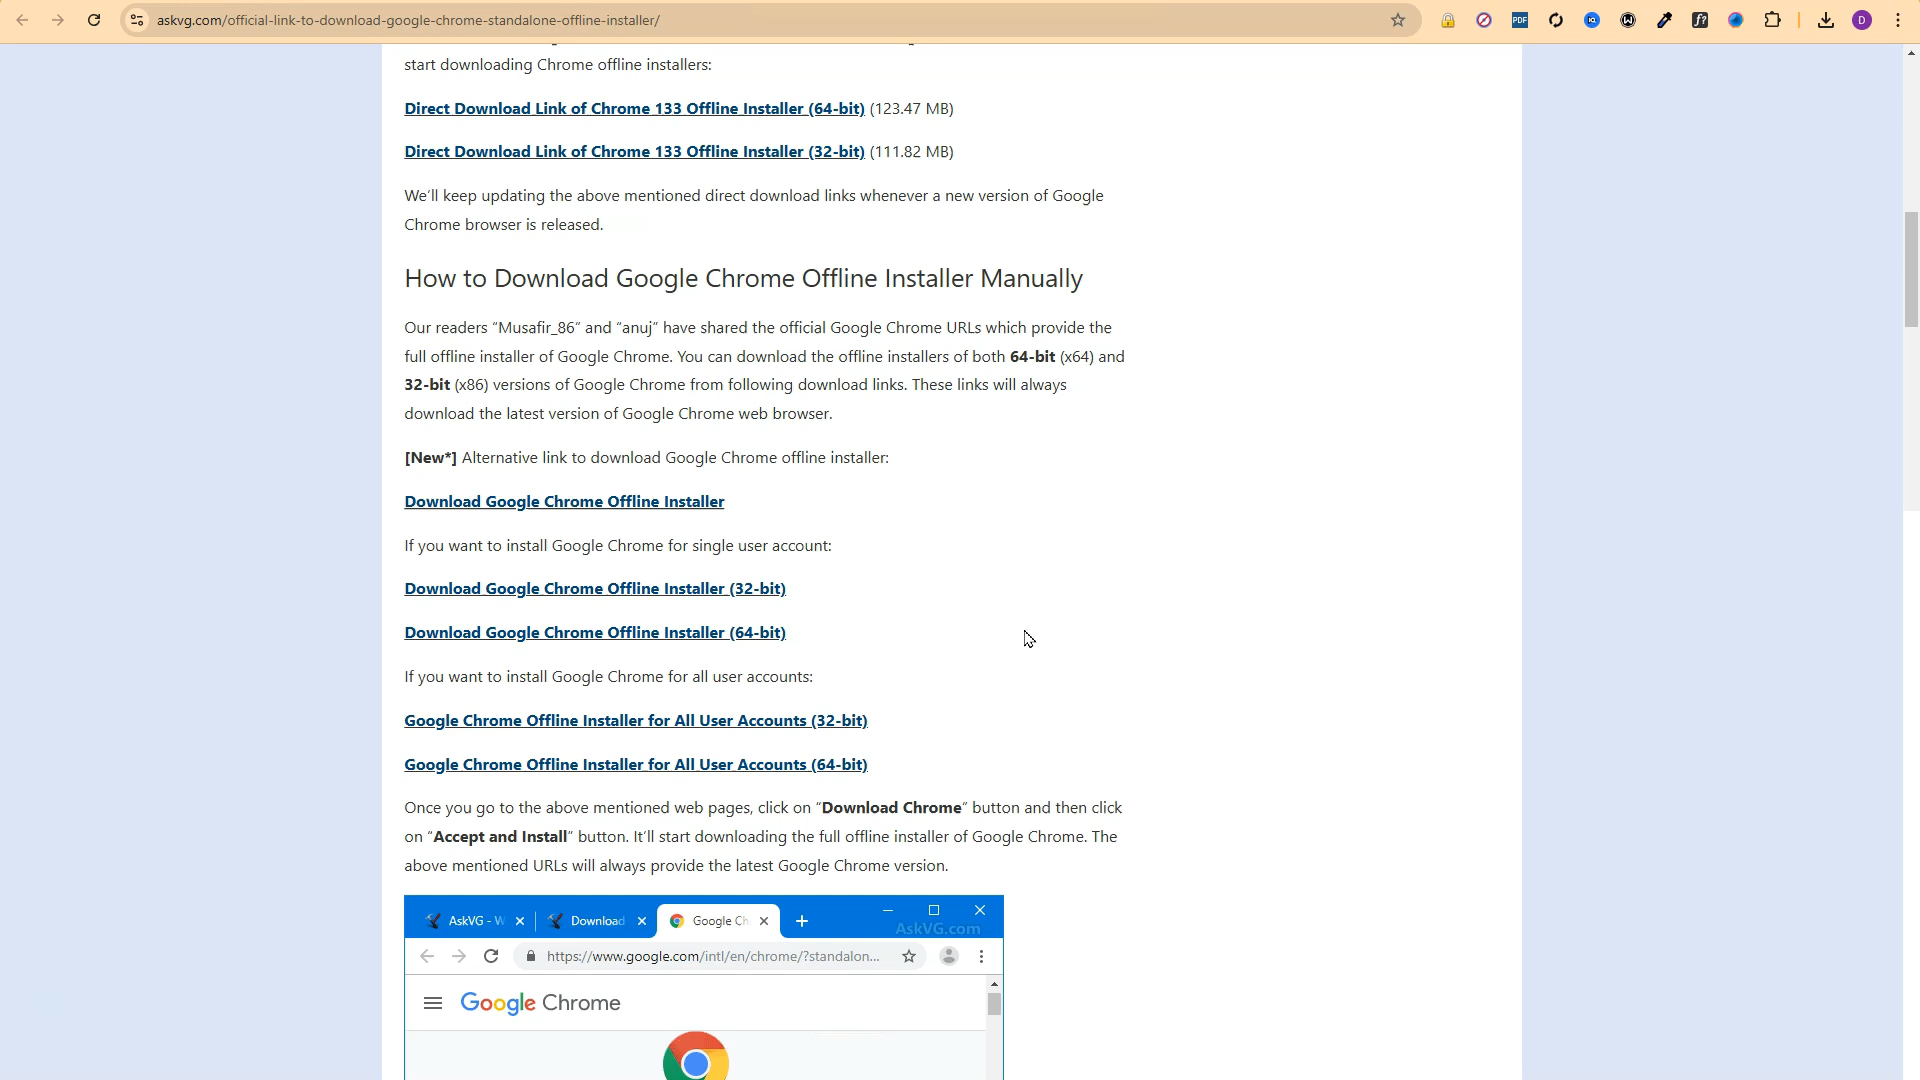 askvg.com/official-link-to-download-google-chrome-standalone-offline-installer/
PDF
f?
D
start downloading Chrome offline installers:
Direct Download Link of Chrome 133 Offline Installer (64-bit) (123.47 MB)
Direct Download Link of Chrome 133 Offline Installer (32-bit) (111.82 MB)
We'll keep updating the above mentioned direct download links whenever a new version of Google
Chrome browser is released.
How to Download Google Chrome Offline Installer Manually
Our readers “Musafir_86” and “anuj” have shared the official Google Chrome URLs which provide the
full offline installer of Google Chrome. You can download the offline installers of both 64-bit (x64) and
32-bit (x86) versions of Google Chrome from following download links. These links will always
download the latest version of Google Chrome web browser.
[New*] Alternative link to download Google Chrome offline installer:
Download Google Chrome Offline Installer
If you want to install Google Chrome for single user account:
Download Google Chrome Offline Installer (32-bit)
Download Google Chrome Offline Installer (64-bit)
If you want to install Google Chrome for all user accounts:
Google Chrome Offline Installer for All User Accounts (32-bit)
Google Chrome Offline Installer for All User Accounts (64-bit)
Once you go to the above mentioned web pages, click on “Download Chrome” button and then click
on “Accept and Install” button. It'll start downloading the full offline installer of Google Chrome. The
above mentioned URLs will always provide the latest Google Chrome version.
AskVG - W Download Google Ch
AskVG.com
https://www.google.com/intl/en/chrome/?standalon...
Google Chrome